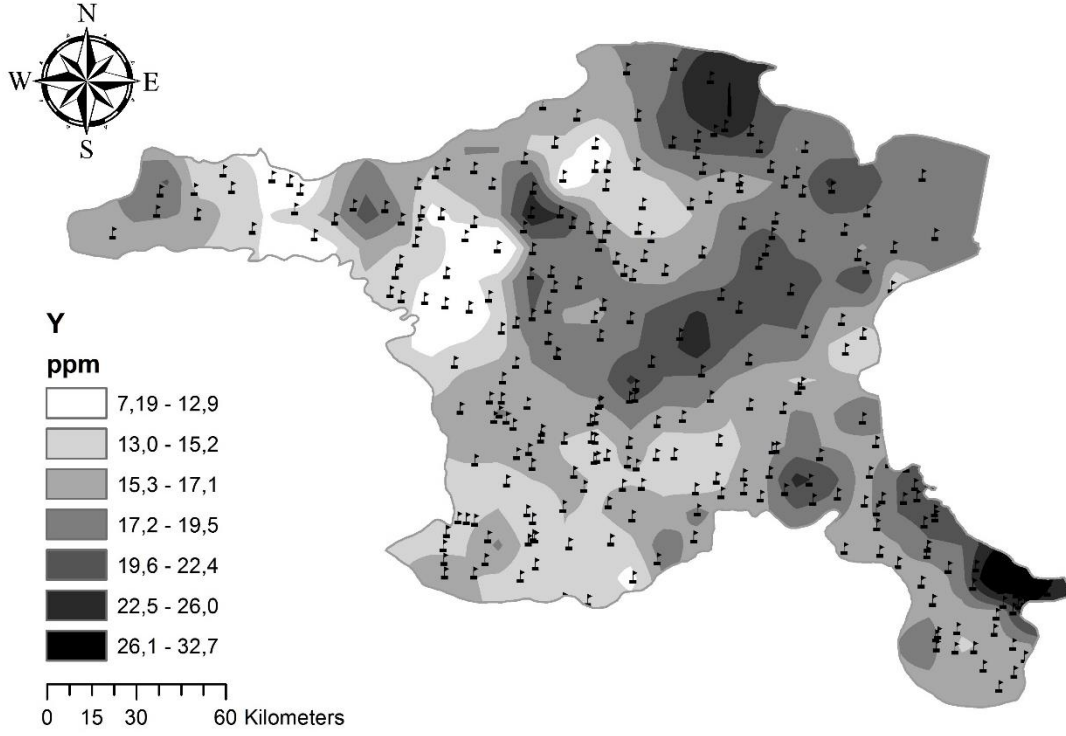 N
W E
S
Y
ppm
7,19 - 12,9
13,0 - 15,2
15,3 - 17,1
17,2 - 19,5
19,6 - 22,4
22,5 - 26,0
26,1 - 32,7
0 15 30 60 Kilometers